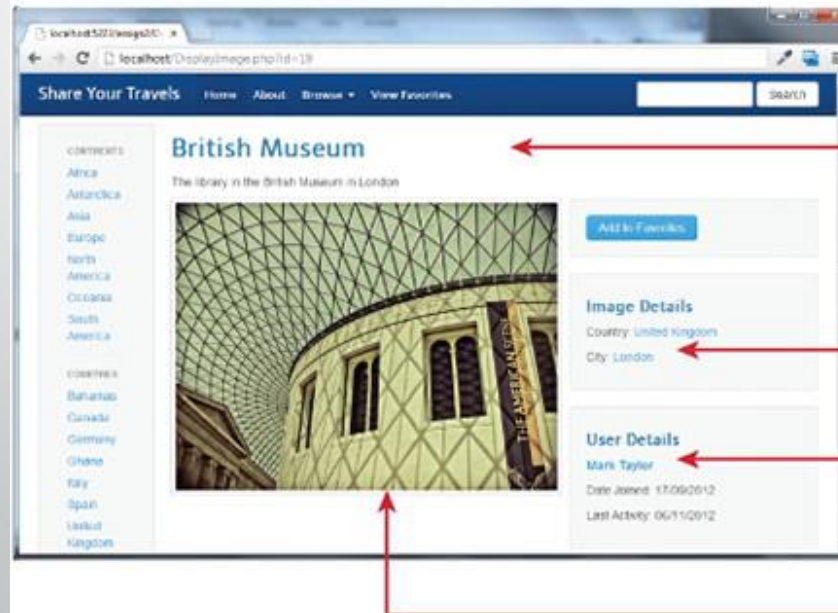 localhost/DisplayImage.php?id=19
Share Your Travels Home About Browse View Favorites Search
British Museum
The library in the British Museum in London
CONTINENTS
Africa
Antarctica
Asia
Europe
North
America
Oceania
South
America
COUNTRIES
Bahamas
Canada
Germany
Ghana
Italy
Spain
United
Kingdom
THE AMERICAN SCENE
Add to Favorites
Image Details
Country: United Kingdom
City: London
User Details
Mark Taylor
Date Joined: 17/09/2012
Last Activity: 06/11/2012